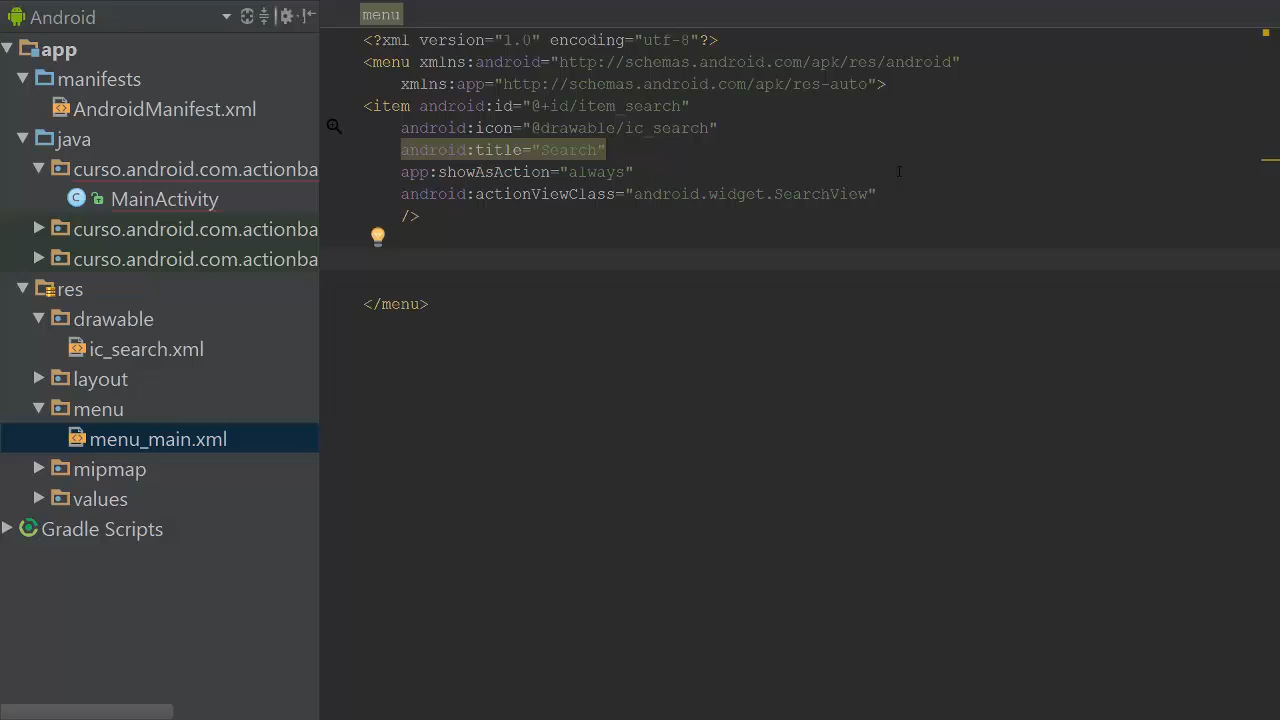 Android
app
manifests
AndroidManifest.xml
java
curso.android.com.actionba
MainActivity
curso.android.com.actionba
curso.android.com.actionba
res
drawable
ic_search.xml
layout
menu
menu_main.xml
mipmap
values
Gradle Scripts
menu
<?xml version="1.0" encoding="utf-8"?>
<menu xmlns:android="http://schemas.android.com/apk/res/android"
xmlns:app="http://schemas.android.com/apk/res-auto">
<item android:id="@+id/item_search"
android:icon="@drawable/ic_search"
android:title="Search"
app:showAsAction="always"
android:actionViewClass="android.widget.SearchView"
/>
</menu>